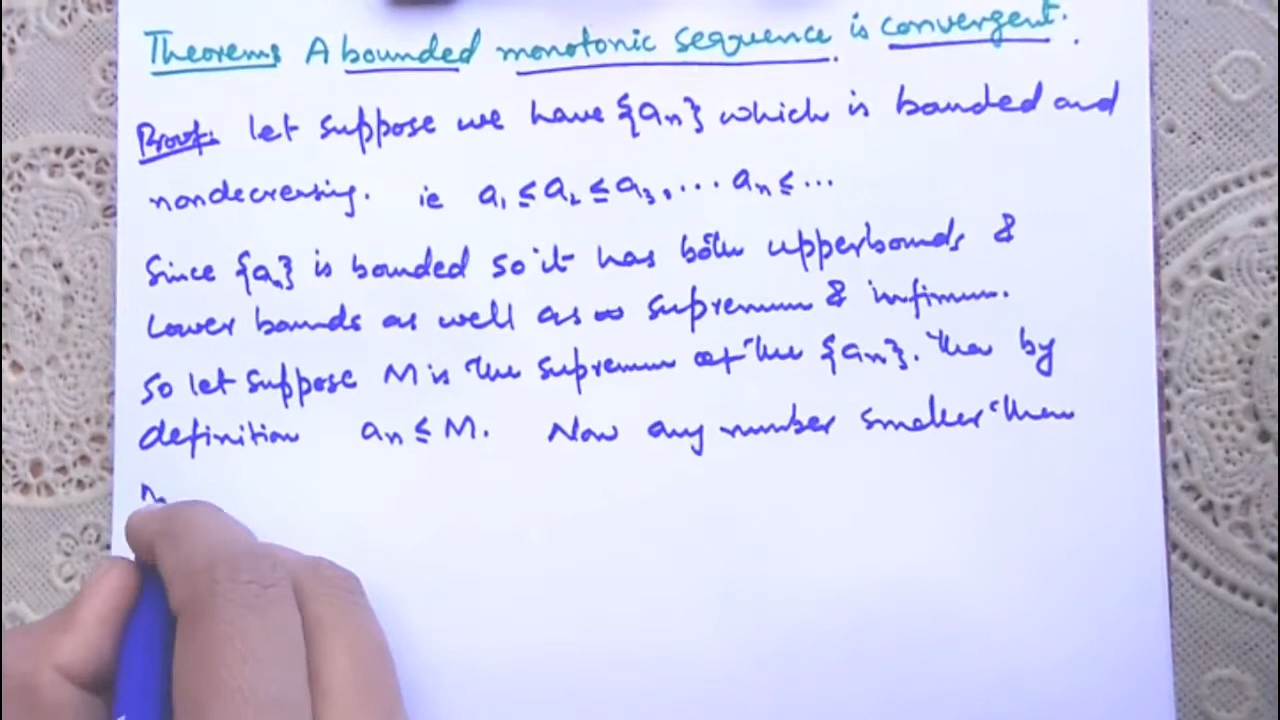 Theorems A bounded monotonic sequence is convergent.
Proof: let suppose we have {aₙ} which is bounded and
nondecreasing. ie a₁ ≤ a₂ ≤ a₃, ... aₙ ≤ ...
Since {aₙ} is bounded so it has both upperbounds &
Lower bounds as well as supremum & infimum.
So let suppose M is the supremum of the {aₙ}. Then by
definition aₙ ≤ M. Now any number smaller then